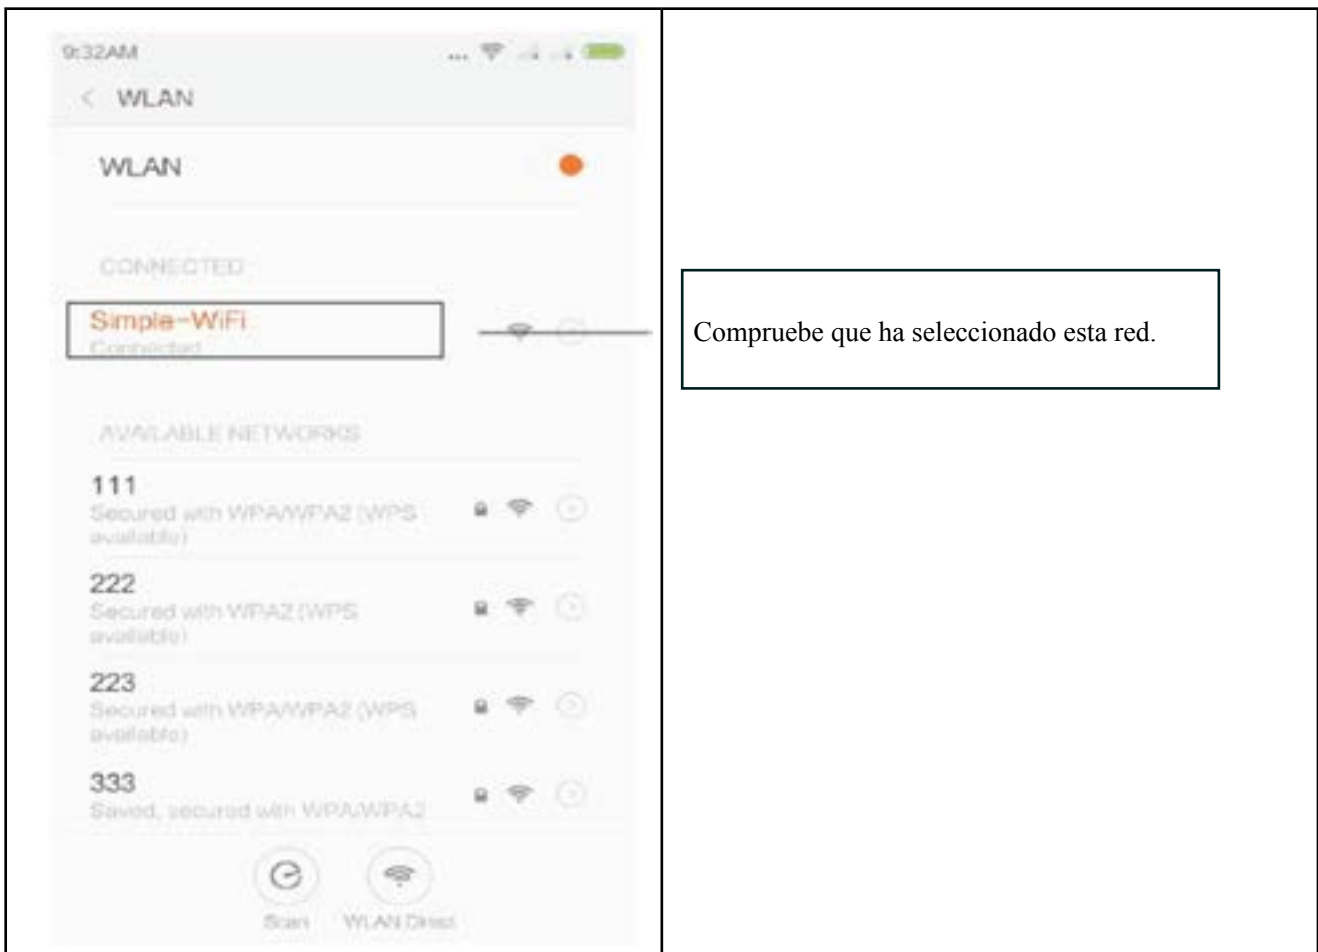 9:32AM
WLAN
WLAN
CONNECTED
Simple-WiFi
Connected
Compruebe que ha seleccionado esta red.
AVAILABLE NETWORKS
111
Secured with WPA/WPA2 (WPS
available)
222
Secured with WPA2 (WPS
available)
223
Secured with WPA/WPA2 (WPS
available)
333
Saved, secured with WPA/WPA2
Scan WLAN Direct